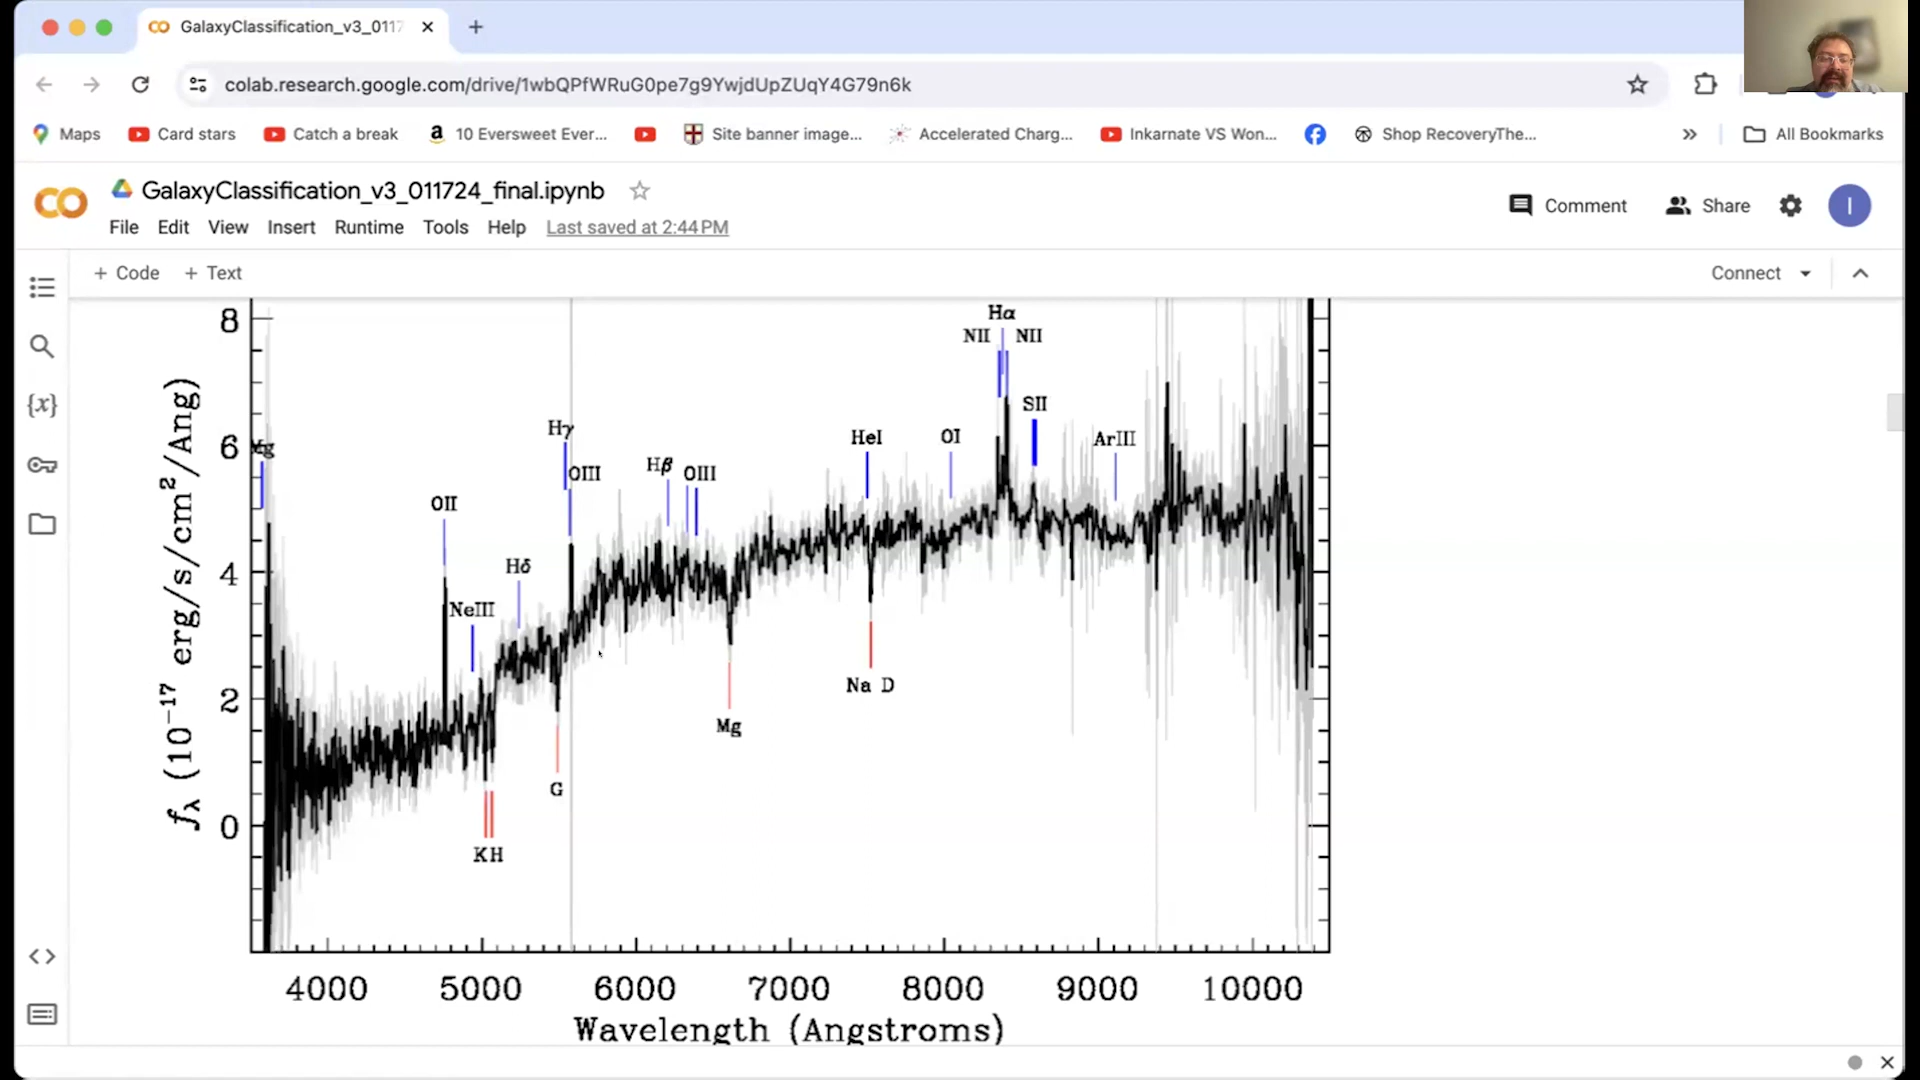 GalaxyClassification_v3_0117
colab.research.google.com/drive/1wbQPfWRuG0pe7g9YwjdUpZUqY4G79n6k
Maps Card stars Catch a break 10 Eversweet Ever... Site banner image... Accelerated Charg... Inkarnate VS Won... Shop RecoveryThe... » All Bookmarks
GalaxyClassification_v3_011724_final.ipynb
Comment Share I
File Edit View Insert Runtime Tools Help Last saved at 2:44 PM
+ Code + Text Connect
Hα
8
NII NII
SII
Hγ HeI OI ArIII
6 Mg
Hβ OIII
OIII
OII
Hδ
4
NeIII
Na D
2
Mg
G
0
KH
fλ (10⁻¹⁷ erg/s/cm²/Ang)
4000 5000 6000 7000 8000 9000 10000
Wavelength (Angstroms)